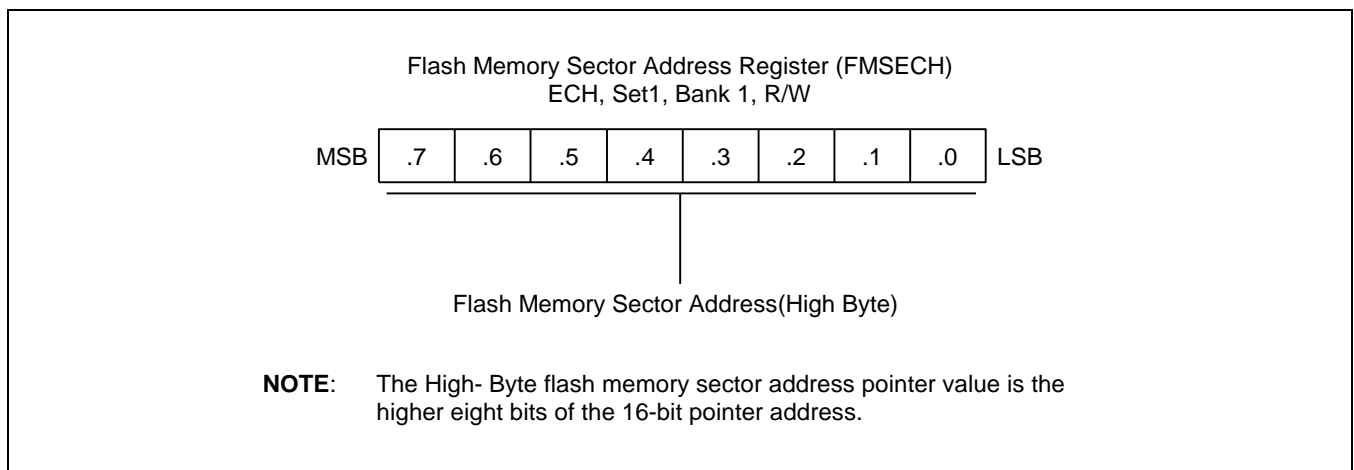 Flash Memory Sector Address Register (FMSECH)
ECH, Set1, Bank 1, R/W
MSB .7 .6 .5 .4 .3 .2 .1 .0 LSB
Flash Memory Sector Address(High Byte)
NOTE: The High- Byte flash memory sector address pointer value is the
higher eight bits of the 16-bit pointer address.